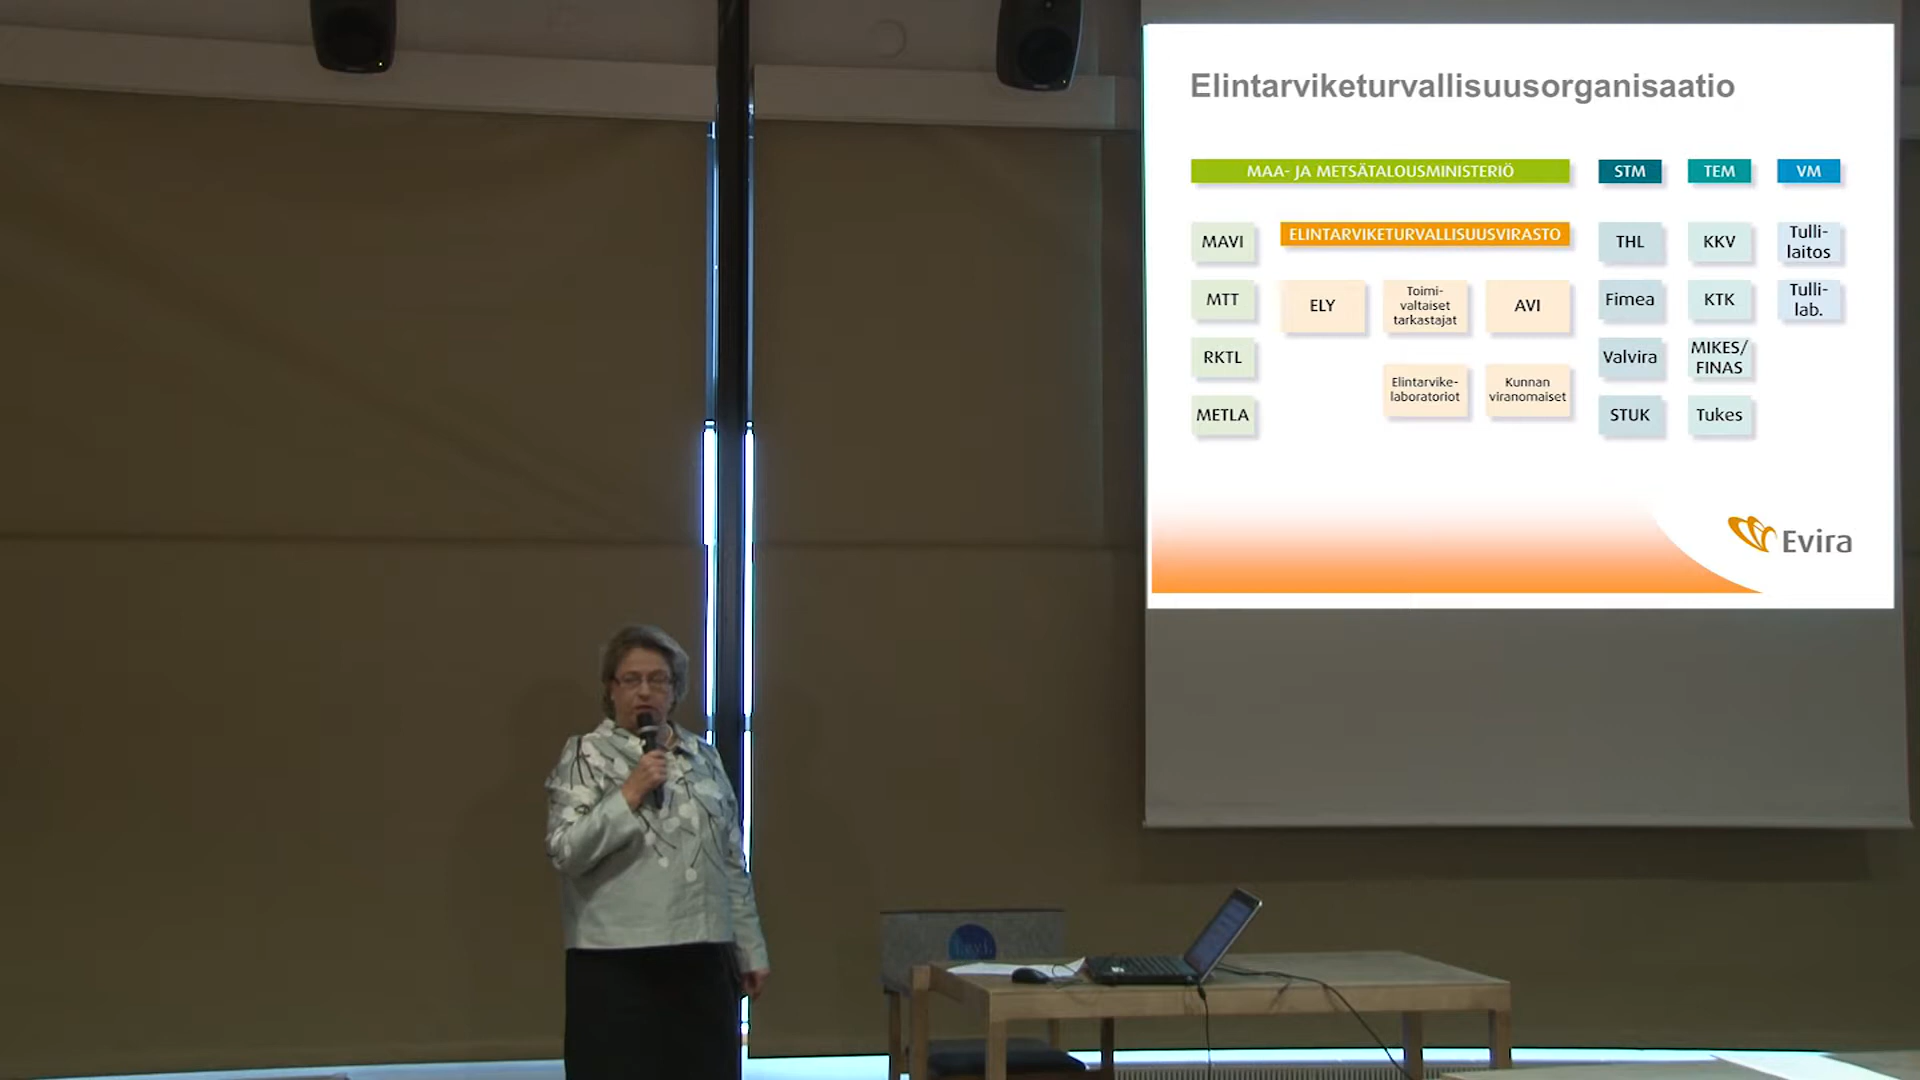 Elintarviketurvallisuusorganisaatio
MAA- JA METSÄTALOUSMINISTERIÖ
STM
TEM
VM
MAVI
MTT
RKTL
METLA
ELINTARVIKETURVALLISUUSVIRASTO
ELY
Toimi-
valtaiset
tarkastajat
AVI
Elintarvike-
laboratoriot
Kunnan
viranomaiset
THL
Fimea
Valvira
STUK
KKV
KTK
MIKES/
FINAS
Tukes
Tulli-
laitos
Tulli-
lab.
Evira